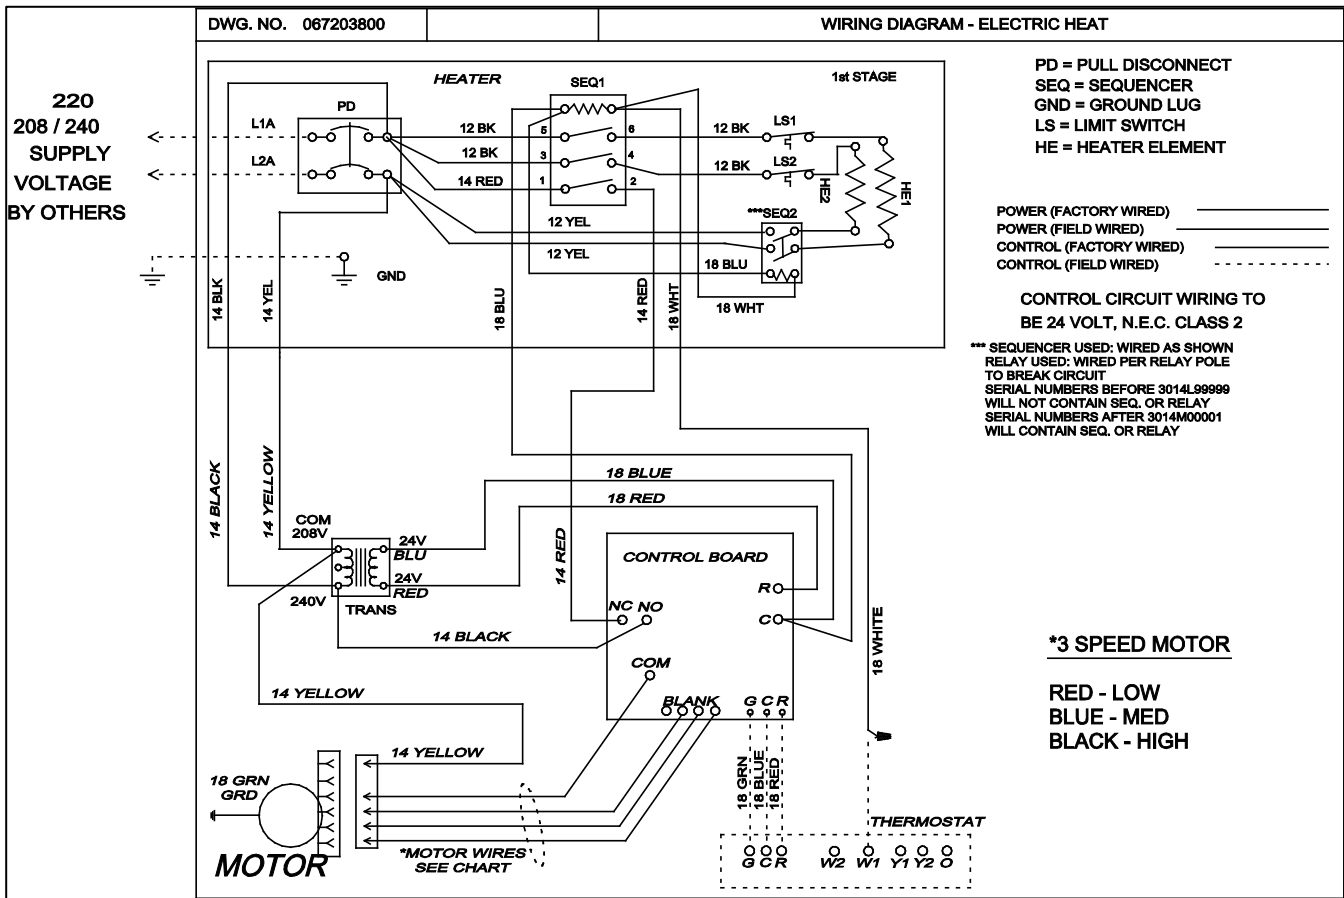 DWG. NO. 067203800
WIRING DIAGRAM - ELECTRIC HEAT
220
208 / 240
SUPPLY
VOLTAGE
BY OTHERS
HEATER
SEQ1
1st STAGE
PD
L1A
L2A
12 BK
12 BK
14 RED
5
6
3
4
1
2
12 BK
12 BK
LS1
LS2
HE2
HE1
12 YEL
12 YEL
***SEQ2
18 BLU
18 WHT
GND
14 BLK
14 YEL
18 BLU
14 RED
18 WHT
PD = PULL DISCONNECT
SEQ = SEQUENCER
GND = GROUND LUG
LS = LIMIT SWITCH
HE = HEATER ELEMENT
POWER (FACTORY WIRED)
POWER (FIELD WIRED)
CONTROL (FACTORY WIRED)
CONTROL (FIELD WIRED)
CONTROL CIRCUIT WIRING TO
BE 24 VOLT, N.E.C. CLASS 2
*** SEQUENCER USED: WIRED AS SHOWN
RELAY USED: WIRED PER RELAY POLE
TO BREAK CIRCUIT
SERIAL NUMBERS BEFORE 3014L99999
WILL NOT CONTAIN SEQ. OR RELAY
SERIAL NUMBERS AFTER 3014M00001
WILL CONTAIN SEQ. OR RELAY
14 BLACK
14 YELLOW
18 BLUE
18 RED
COM
208V
24V
BLU
24V
RED
240V
TRANS
14 RED
CONTROL BOARD
R
C
NC NO
COM
BLANK
G C R
14 BLACK
14 YELLOW
14 YELLOW
18 WHITE
18 GRN
18 BLUE
18 RED
18 GRN
GRD
MOTOR
*MOTOR WIRES
SEE CHART
THERMOSTAT
G C R W2 W1 Y1 Y2 O
*3 SPEED MOTOR
RED - LOW
BLUE - MED
BLACK - HIGH